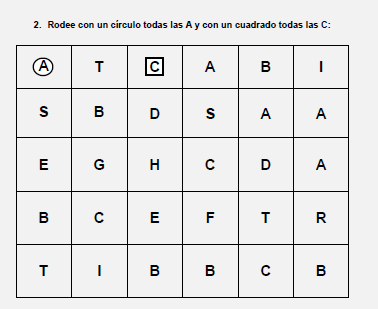 2. Rodee con un círculo todas las A y con un cuadrado todas las C:
A T C A B I
S B D S A A
E G H C D A
B C E F T R
T I B B C B